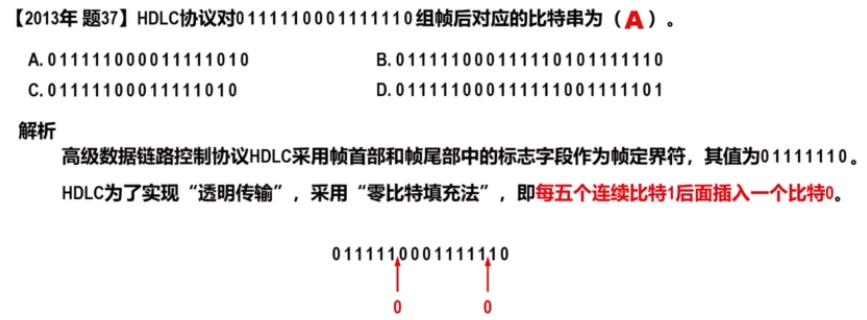 【2013年 题37】HDLC协议对0111110001111110组帧后对应的比特串为（A）。
A. 011111000011111010
B. 011111000111110101111110
C. 01111100011111010
D. 011111000111111001111101
解析
高级数据链路控制协议HDLC采用帧首部和帧尾部中的标志字段作为帧定界符，其值为01111110。
HDLC为了实现“透明传输”，采用“零比特填充法”，即每五个连续比特1后面插入一个比特0。
0111110001111110
0 0